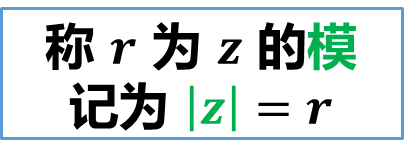 称 r 为 z 的模
记为 |z| = r